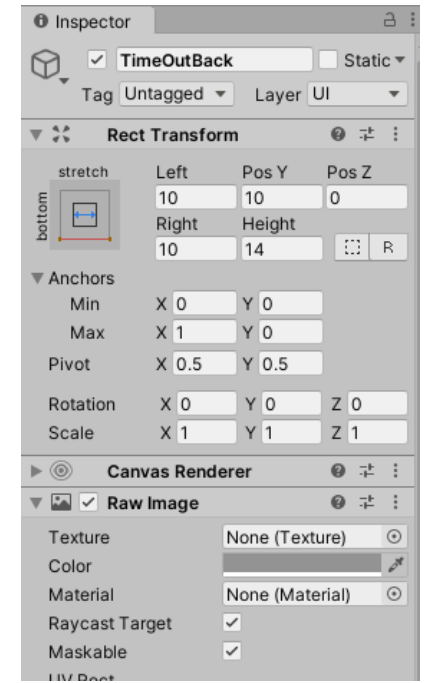 Inspector
TimeOutBack Static
Tag Untagged Layer UI
Rect Transform
stretch Left Pos Y Pos Z
bottom 10 10 0
Right Height
10 14 R
Anchors
Min X 0 Y 0
Max X 1 Y 0
Pivot X 0.5 Y 0.5
Rotation X 0 Y 0 Z 0
Scale X 1 Y 1 Z 1
Canvas Renderer
Raw Image
Texture None (Texture)
Color
Material None (Material)
Raycast Target
Maskable
UV Rect